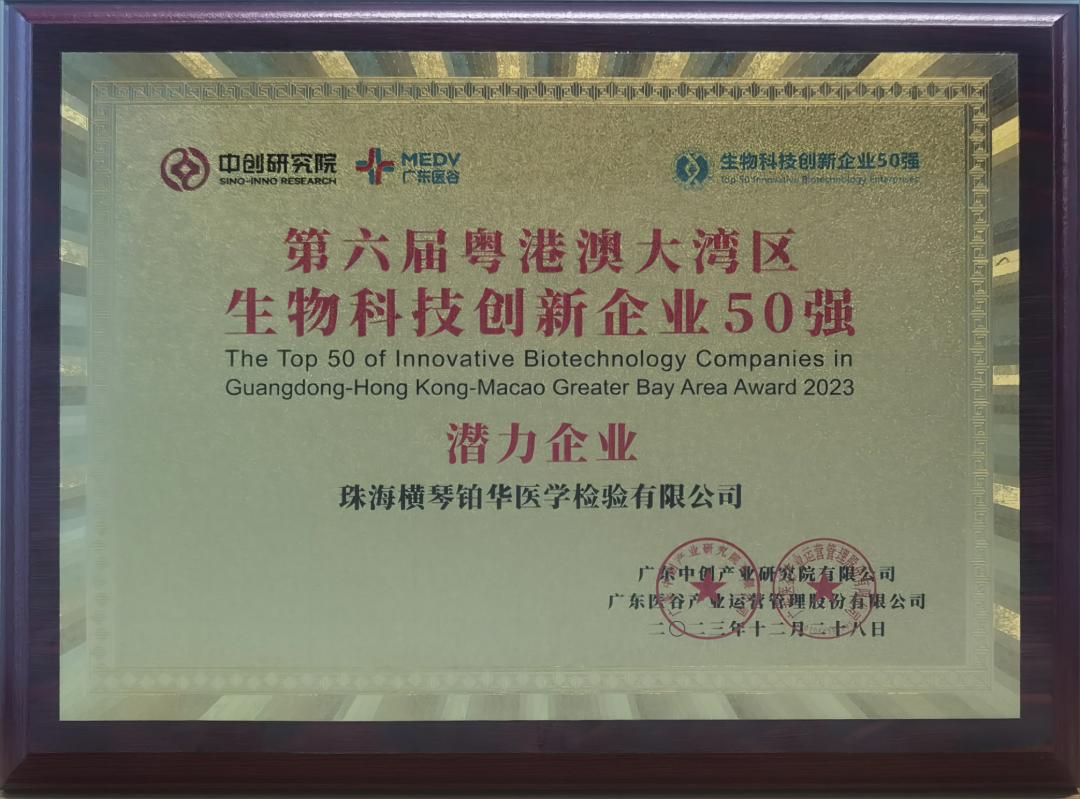 中创研究院
SINO-INNO RESEARCH
MEDV
广东医谷
生物科技创新企业50强
Top 50 Innovative Biotechnology Enterprises
第六届粤港澳大湾区
生物科技创新企业50强
The Top 50 of Innovative Biotechnology Companies in
Guangdong-Hong Kong-Macao Greater Bay Area Award 2023
潜力企业
珠海横琴铂华医学检验有限公司
广东中创产业研究院有限公司
广东医谷产业运营管理股份有限公司
二〇二三年十二月二十八日